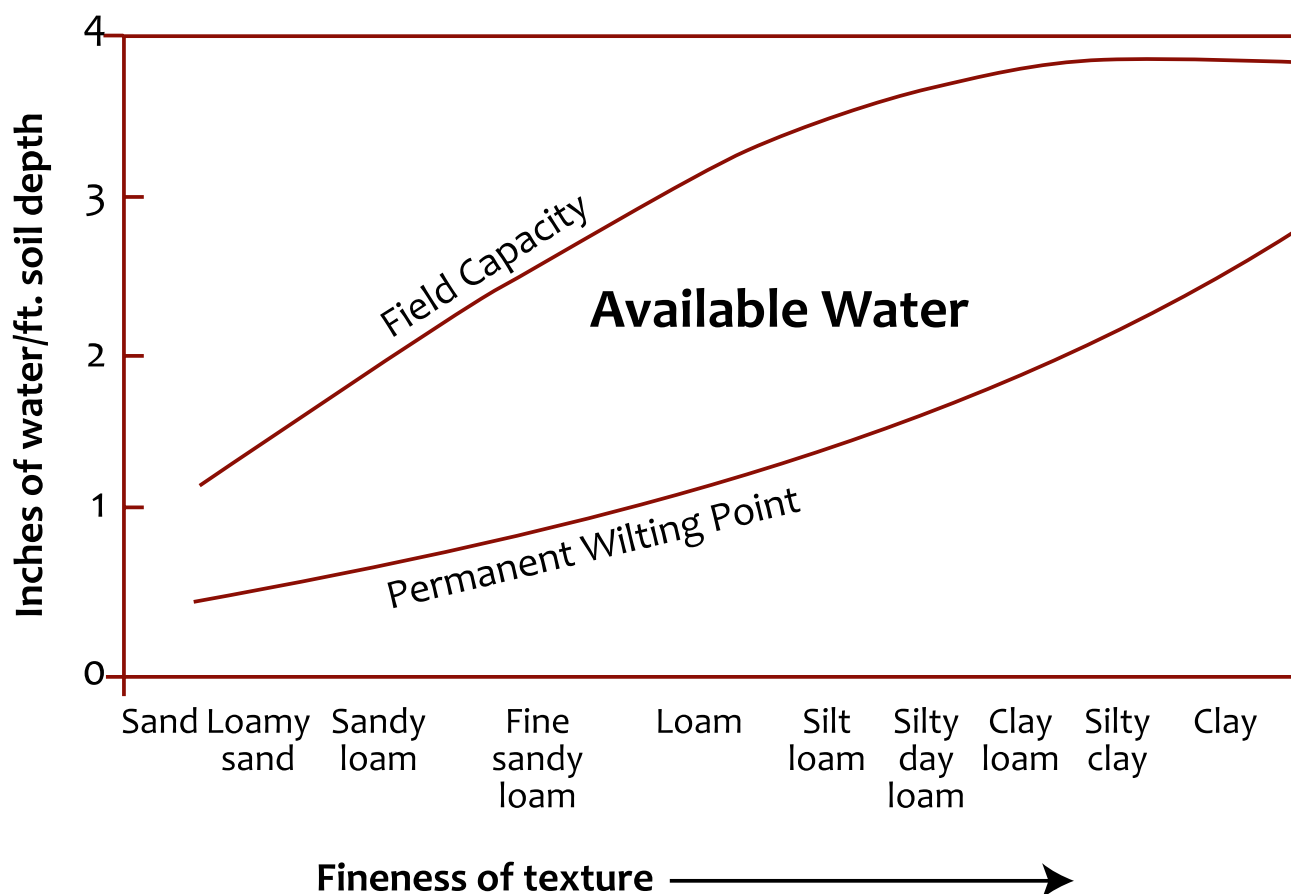 4
3
2
1
0
Inches of water/ft. soil depth
Field Capacity
Available Water
Permanent Wilting Point
Sand
Loamy
sand
Sandy
loam
Fine
sandy
loam
Loam
Silt
loam
Silty
day
loam
Clay
loam
Silty
clay
Clay
Fineness of texture